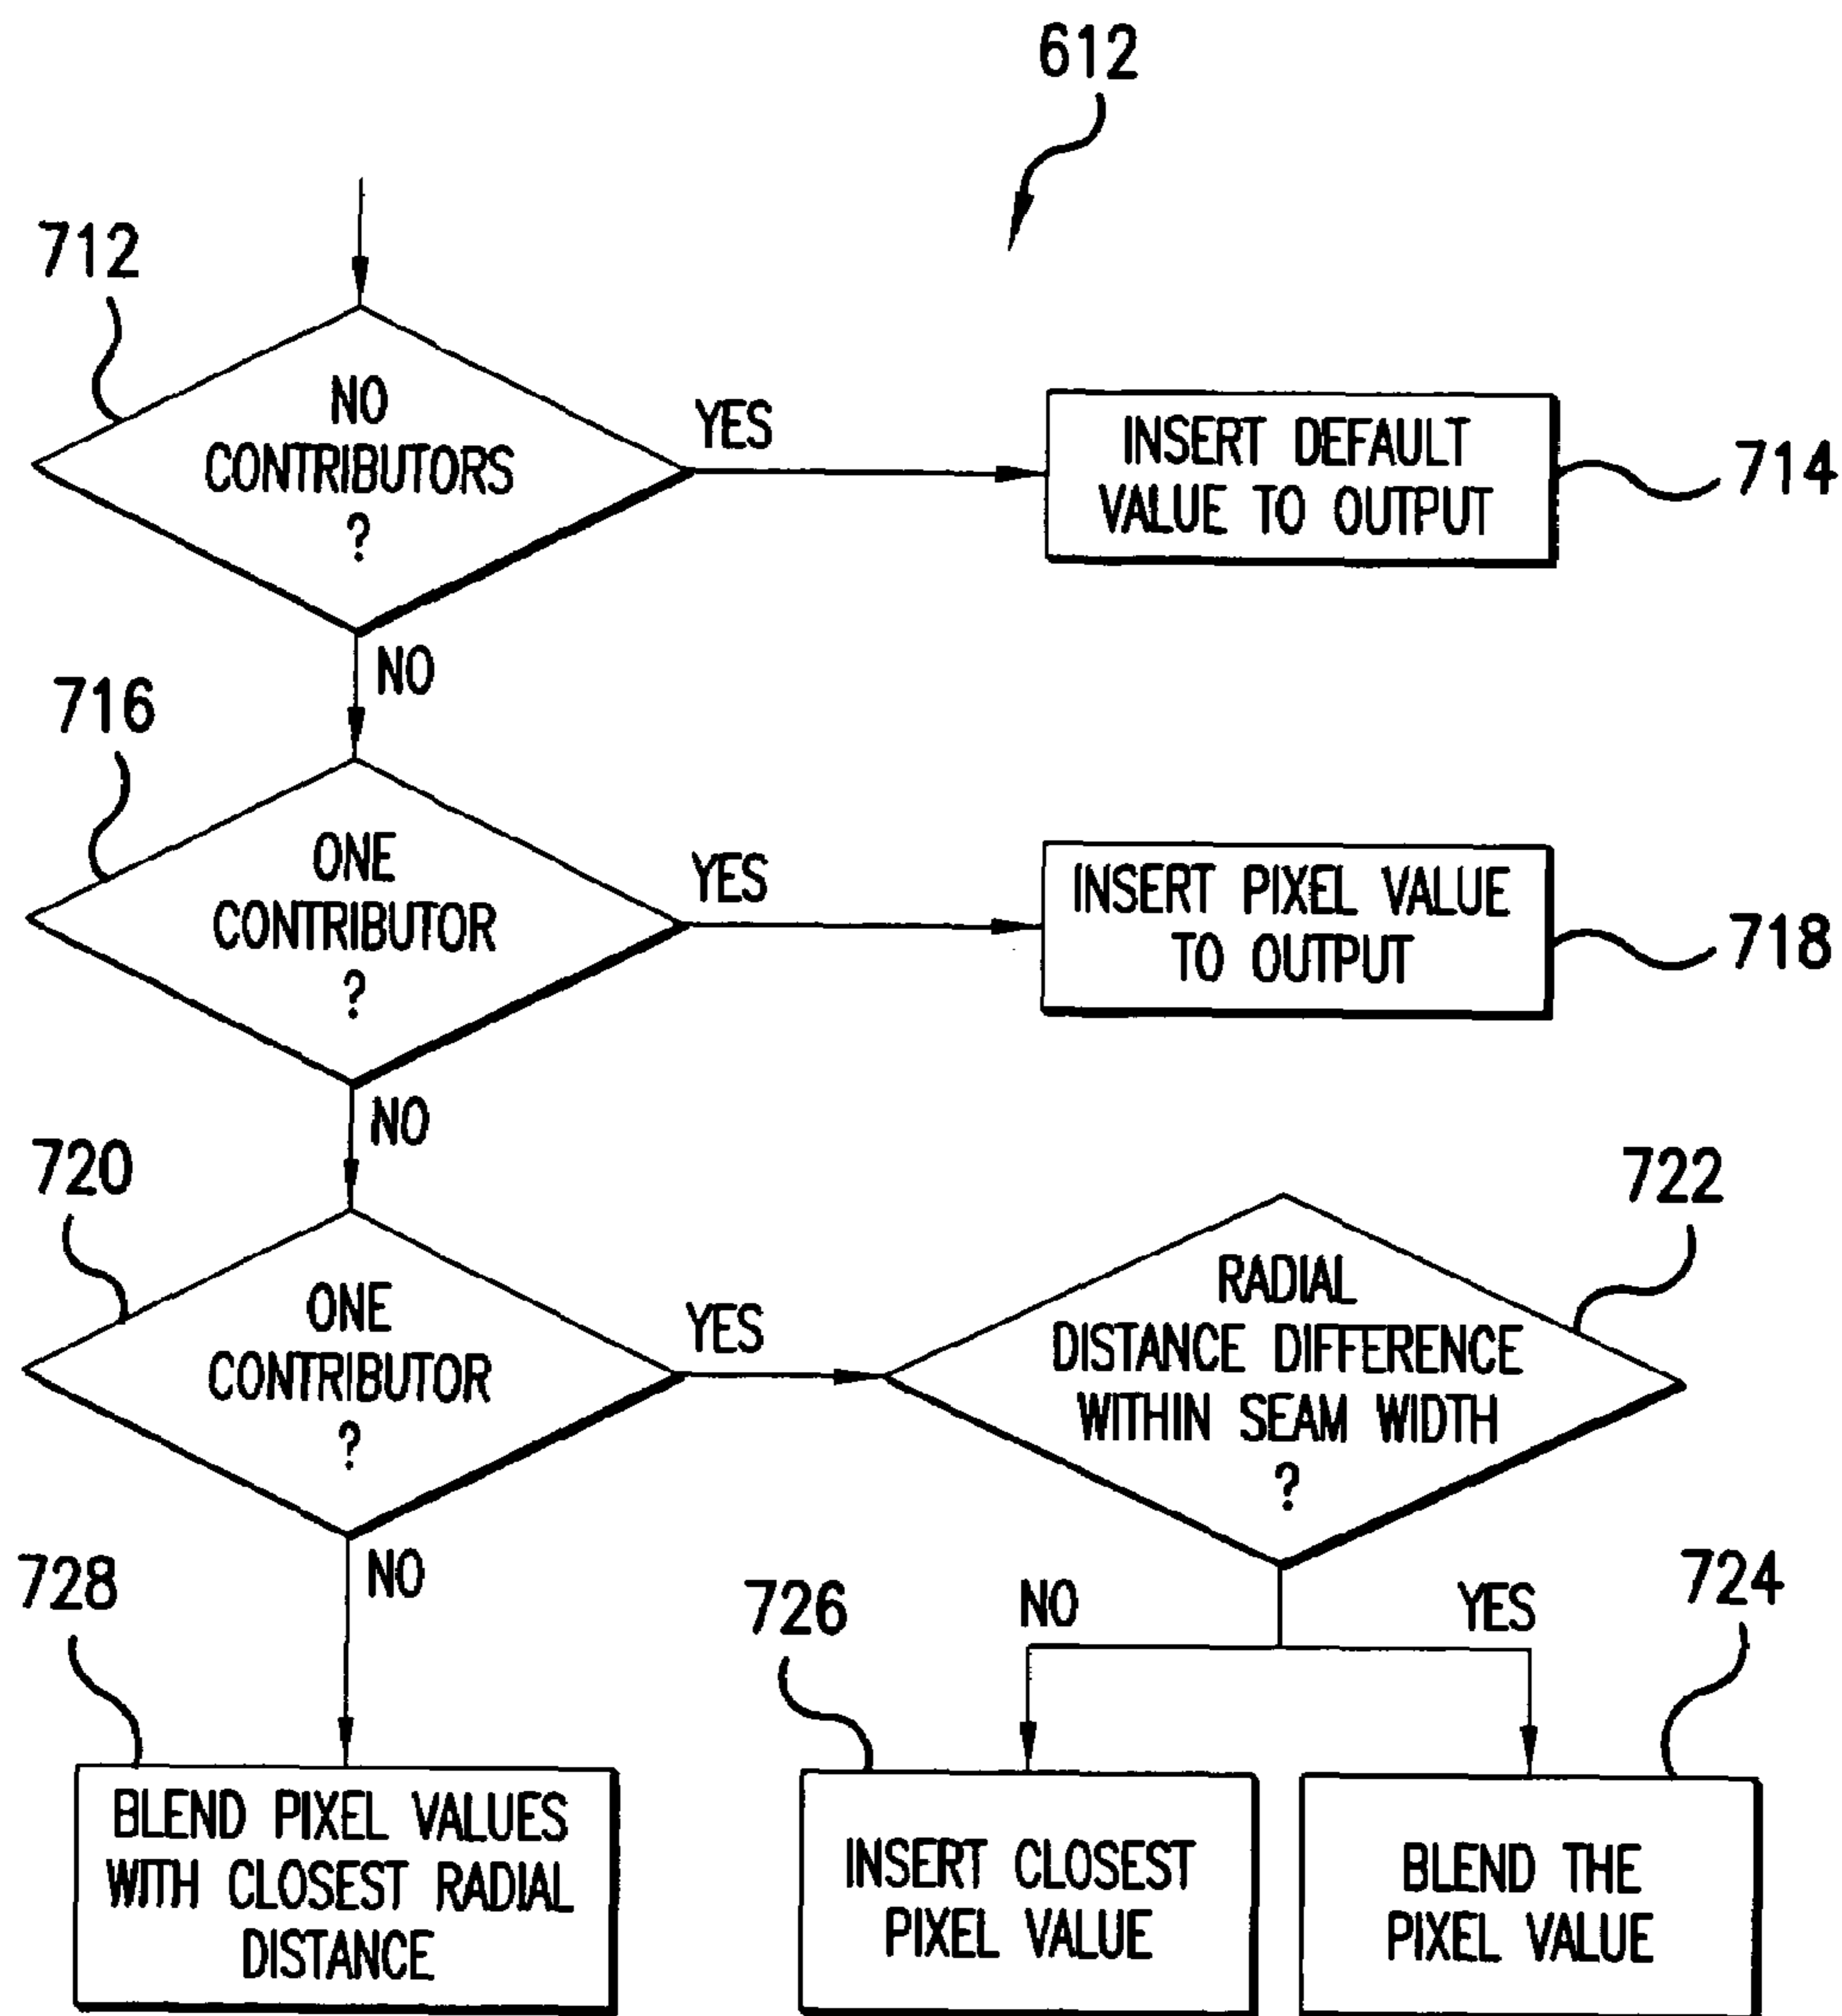 612
712
NO
CONTRIBUTORS
?
YES
INSERT DEFAULT
VALUE TO OUTPUT
714
NO
716
ONE
CONTRIBUTOR
?
YES
INSERT PIXEL VALUE
TO OUTPUT
718
NO
720
ONE
CONTRIBUTOR
?
YES
722
RADIAL
DISTANCE DIFFERENCE
WITHIN SEAM WIDTH
?
NO
728
BLEND PIXEL VALUES
WITH CLOSEST RADIAL
DISTANCE
NO
726
INSERT CLOSEST
PIXEL VALUE
YES
724
BLEND THE
PIXEL VALUE